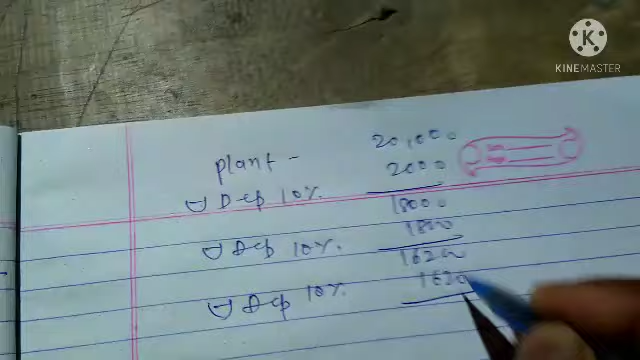 K
KINEMASTER
plant - 20,000
(-) Dep 10%. 2000
18000
(-) Dep 10%. 1800
16200
(-) Dep 10%. 1620